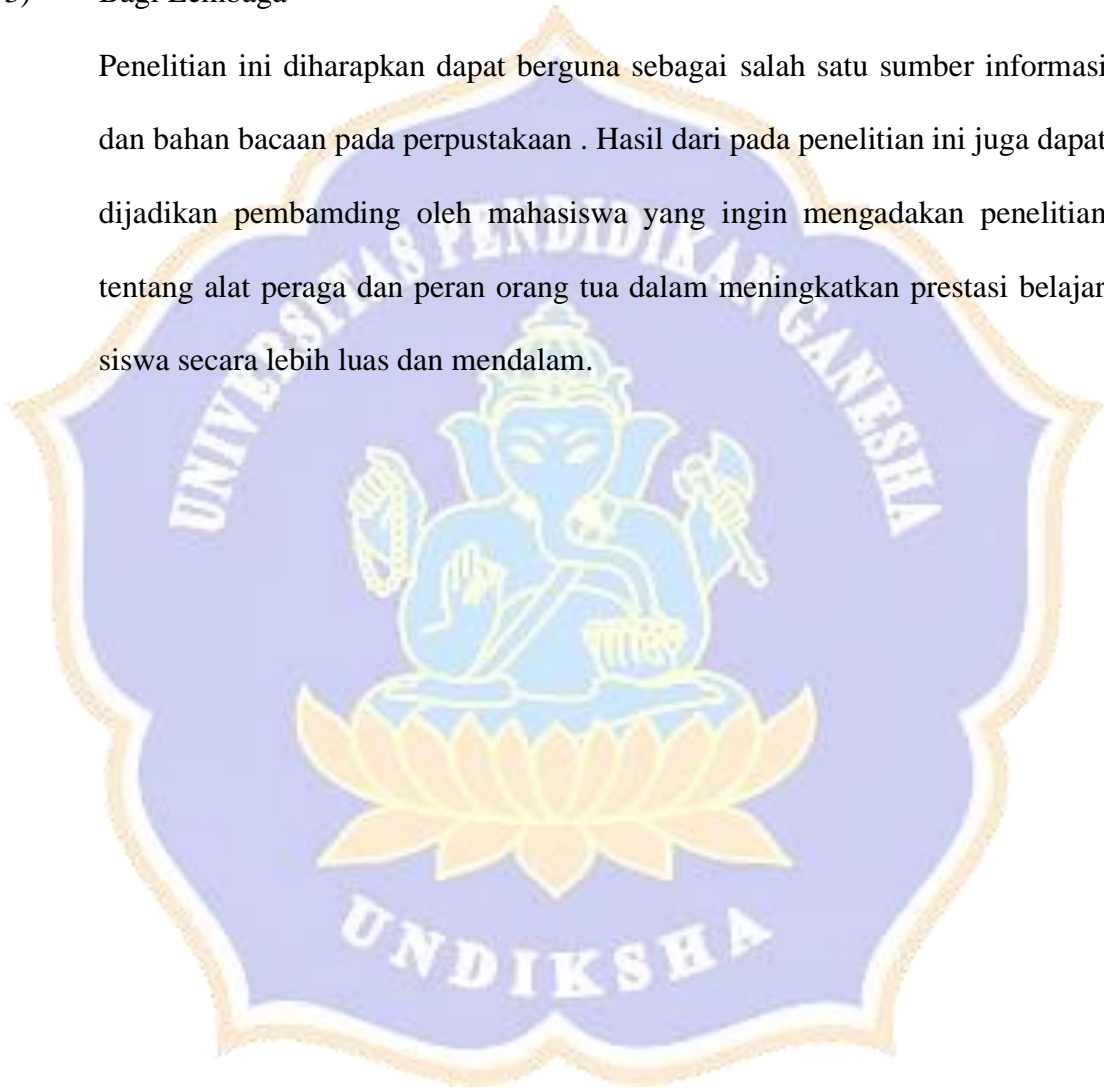 Bagi Lembaga
Penelitian ini diharapkan dapat berguna sebagai salah satu sumber informasi
dan bahan bacaan pada perpustakaan . Hasil dari pada penelitian ini juga dapat
dijadikan pembamding oleh mahasiswa yang ingin mengadakan penelitian
tentang alat peraga dan peran orang tua dalam meningkatkan prestasi belajar
siswa secara lebih luas dan mendalam.
UNIVERSITAS PENDIDIKAN GANESHA
UNDIKSHA